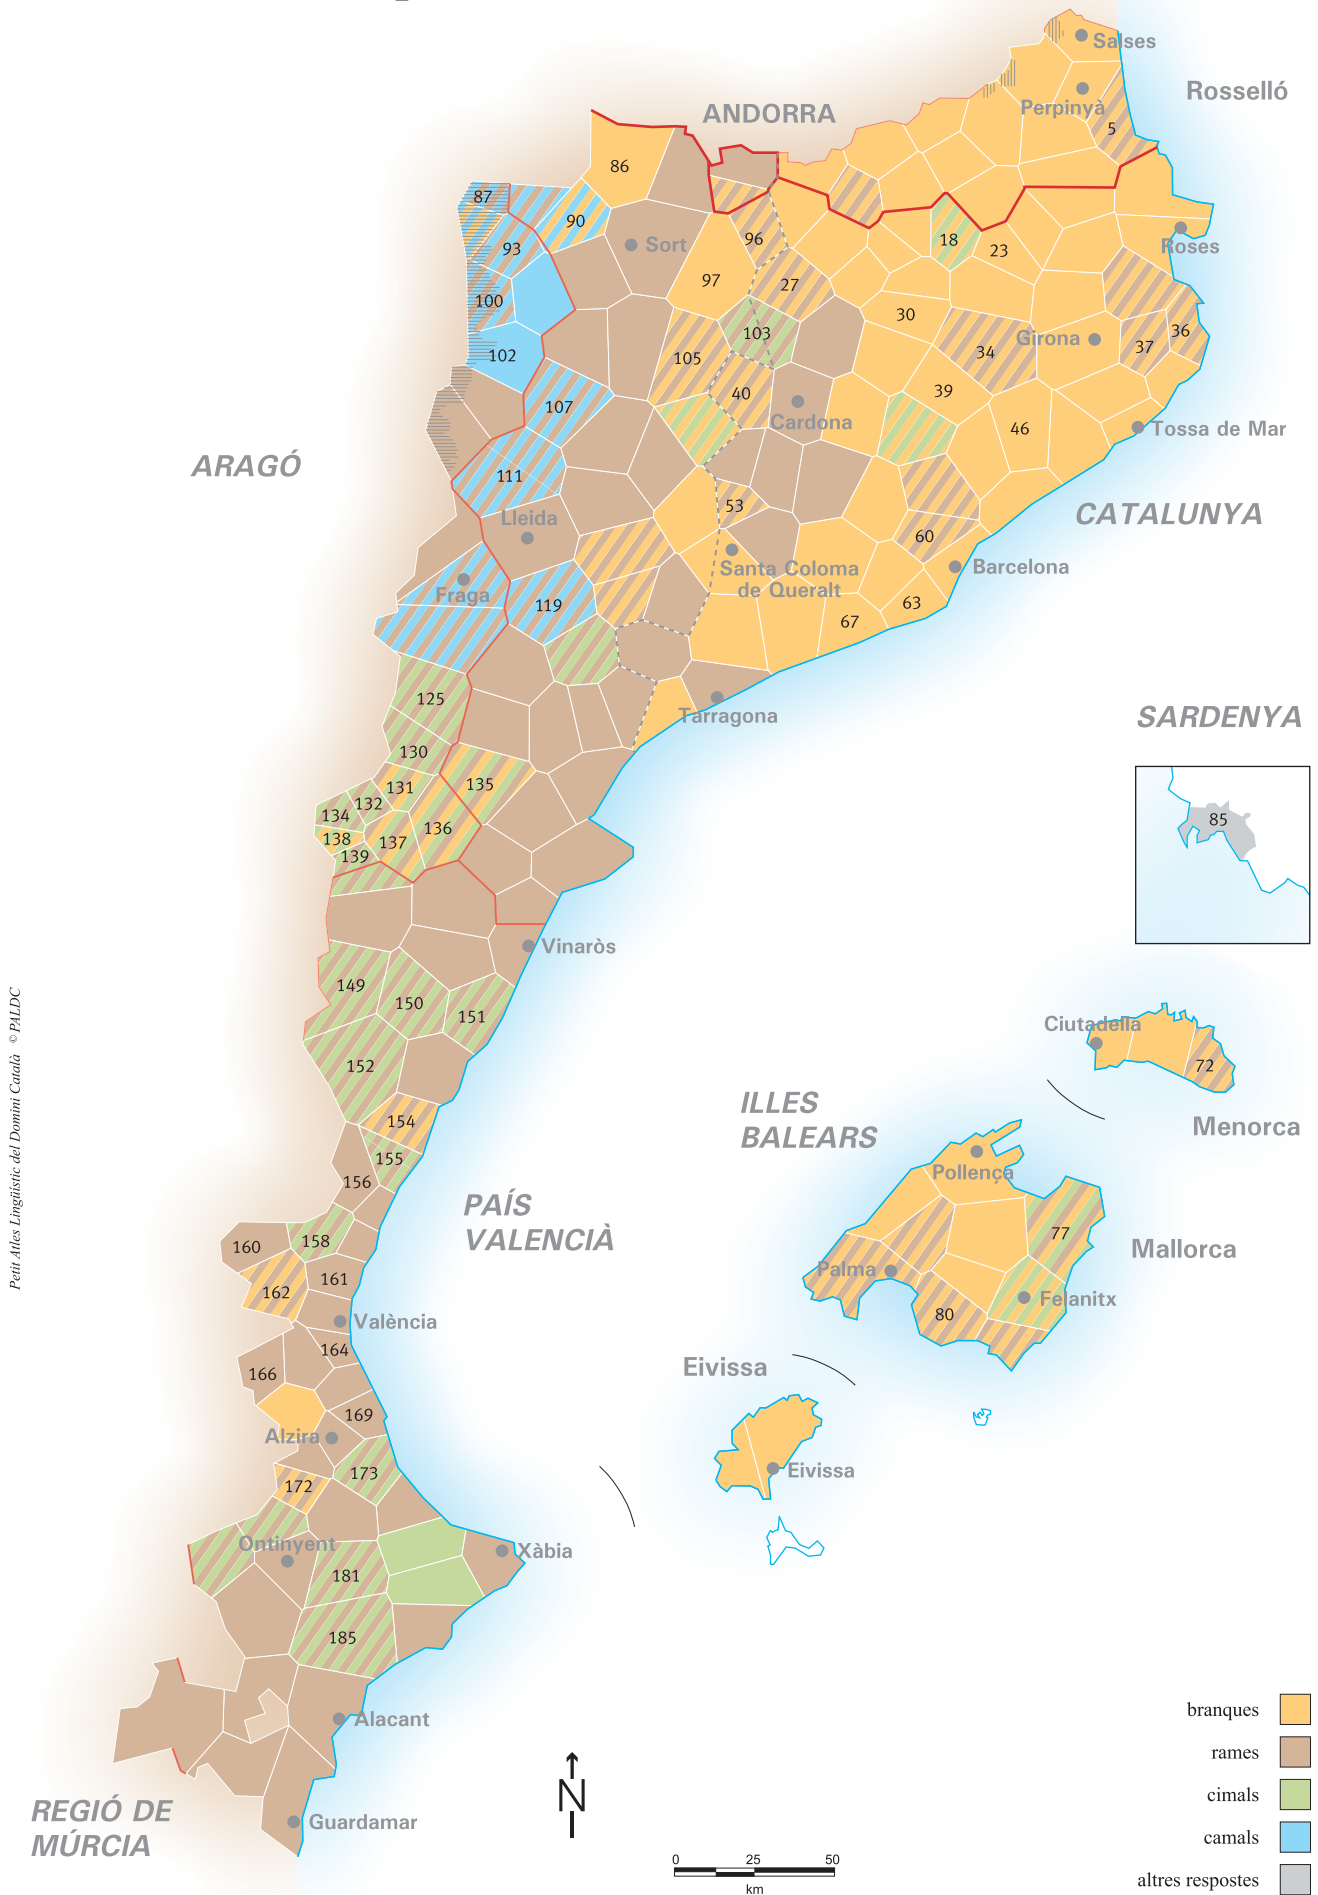 Salses
Rosselló
ANDORRA
Perpinyà
5
86
87
90
Sort
96
18
23
Roses
93
97
27
100
30
103
36
102
105
34
Girona
37
107
40
39
Cardona
46
Tossa de Mar
ARAGÓ
111
53
CATALUNYA
Lleida
60
Santa Coloma
de Queralt
Barcelona
Fraga
119
63
67
125
Tarragona
SARDENYA
130
131
135
132
134
136
85
138
137
139
Vinaròs
149
150
151
Petit Atles Lingüístic del Domini Català © PALDC
Ciutadella
152
72
ILLES
BALEARS
154
Menorca
155
Pollença
156
PAÍS
VALENCIÀ
160
158
77
Mallorca
161
Palma
162
Felanitx
80
València
164
Eivissa
166
169
Alzira
173
Eivissa
172
Ontinyent
Xàbia
181
185
Alacant
branques
rames
cimals
camals
altres respostes
REGIÓ DE
MÚRCIA
N
Guardamar
0 25 50
km